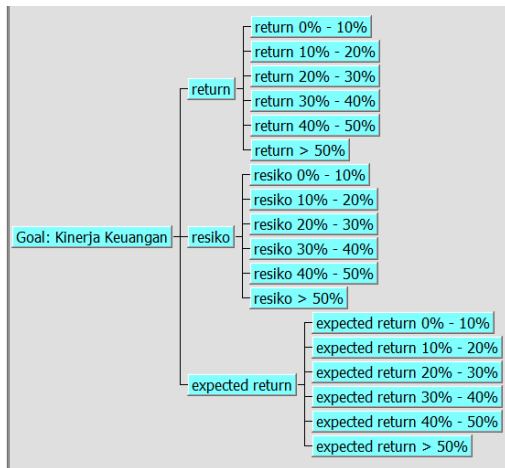 return 0% - 10%
return 10% - 20%
return 20% - 30%
return 30% - 40%
return 40% - 50%
return > 50%
return
resiko 0% - 10%
resiko 10% - 20%
resiko 20% - 30%
resiko 30% - 40%
resiko 40% - 50%
resiko > 50%
Goal: Kinerja Keuangan
resiko
expected return 0% - 10%
expected return 10% - 20%
expected return 20% - 30%
expected return 30% - 40%
expected return 40% - 50%
expected return > 50%
expected return